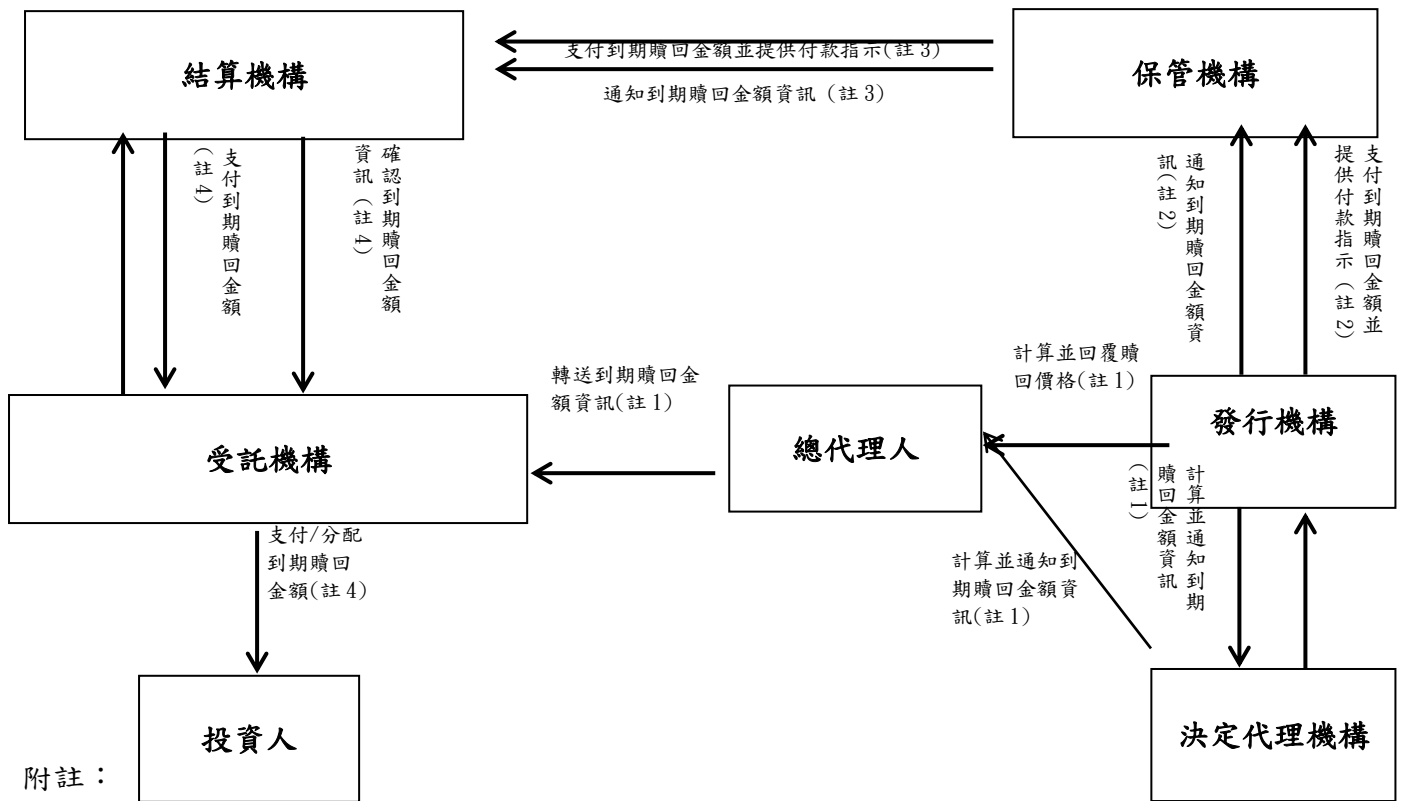 結算機構
支付到期贖回金額並提供付款指示(註3)
通知到期贖回金額資訊 (註3)
保管機構
支付到期贖回金額
(註4)
確認到期贖回金額
資訊 (註4)
通知到期贖回金額資
訊(註2)
支付到期贖回金額並
提供付款指示 (註2)
轉送到期贖回金
額資訊(註1)
計算並回覆贖
回價格(註1)
受託機構
總代理人
發行機構
計算並通知到期
贖回金額資訊
(註1)
支付/分配
到期贖回
金額(註4)
計算並通知到
期贖回金額資
訊(註1)
投資人
決定代理機構
附註：